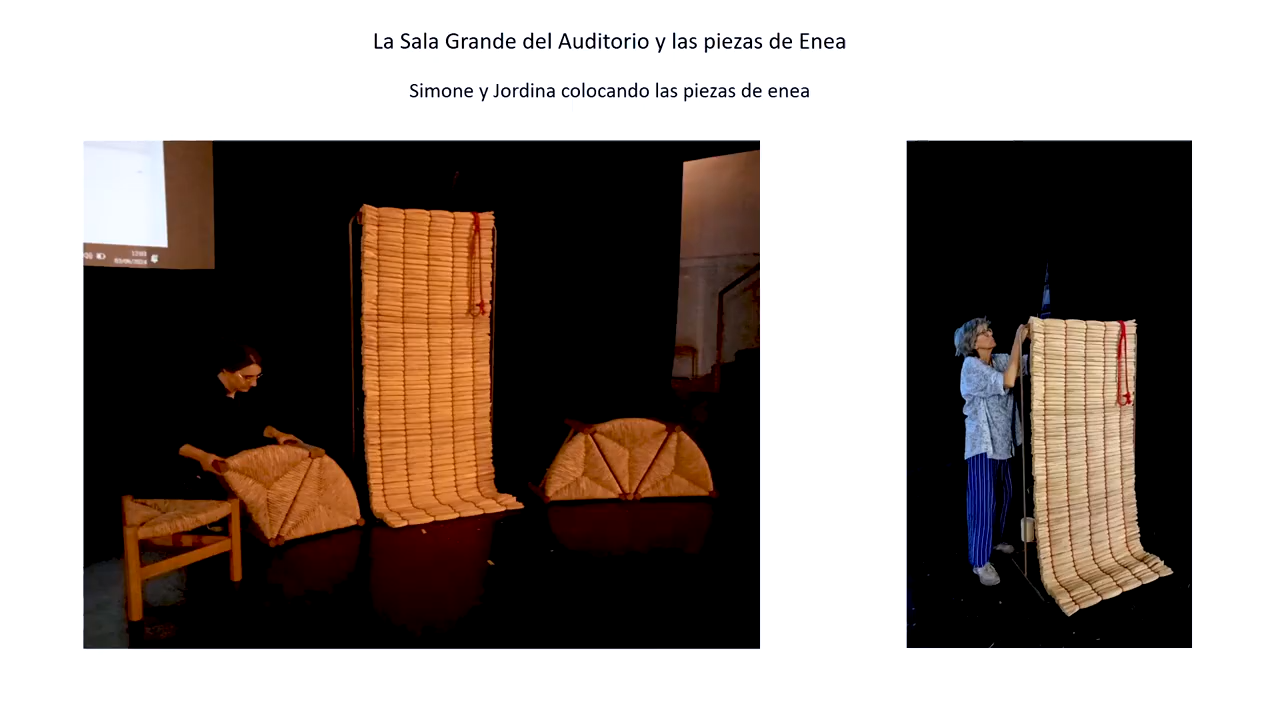 La Sala Grande del Auditorio y las piezas de Enea
Simone y Jordina colocando las piezas de enea